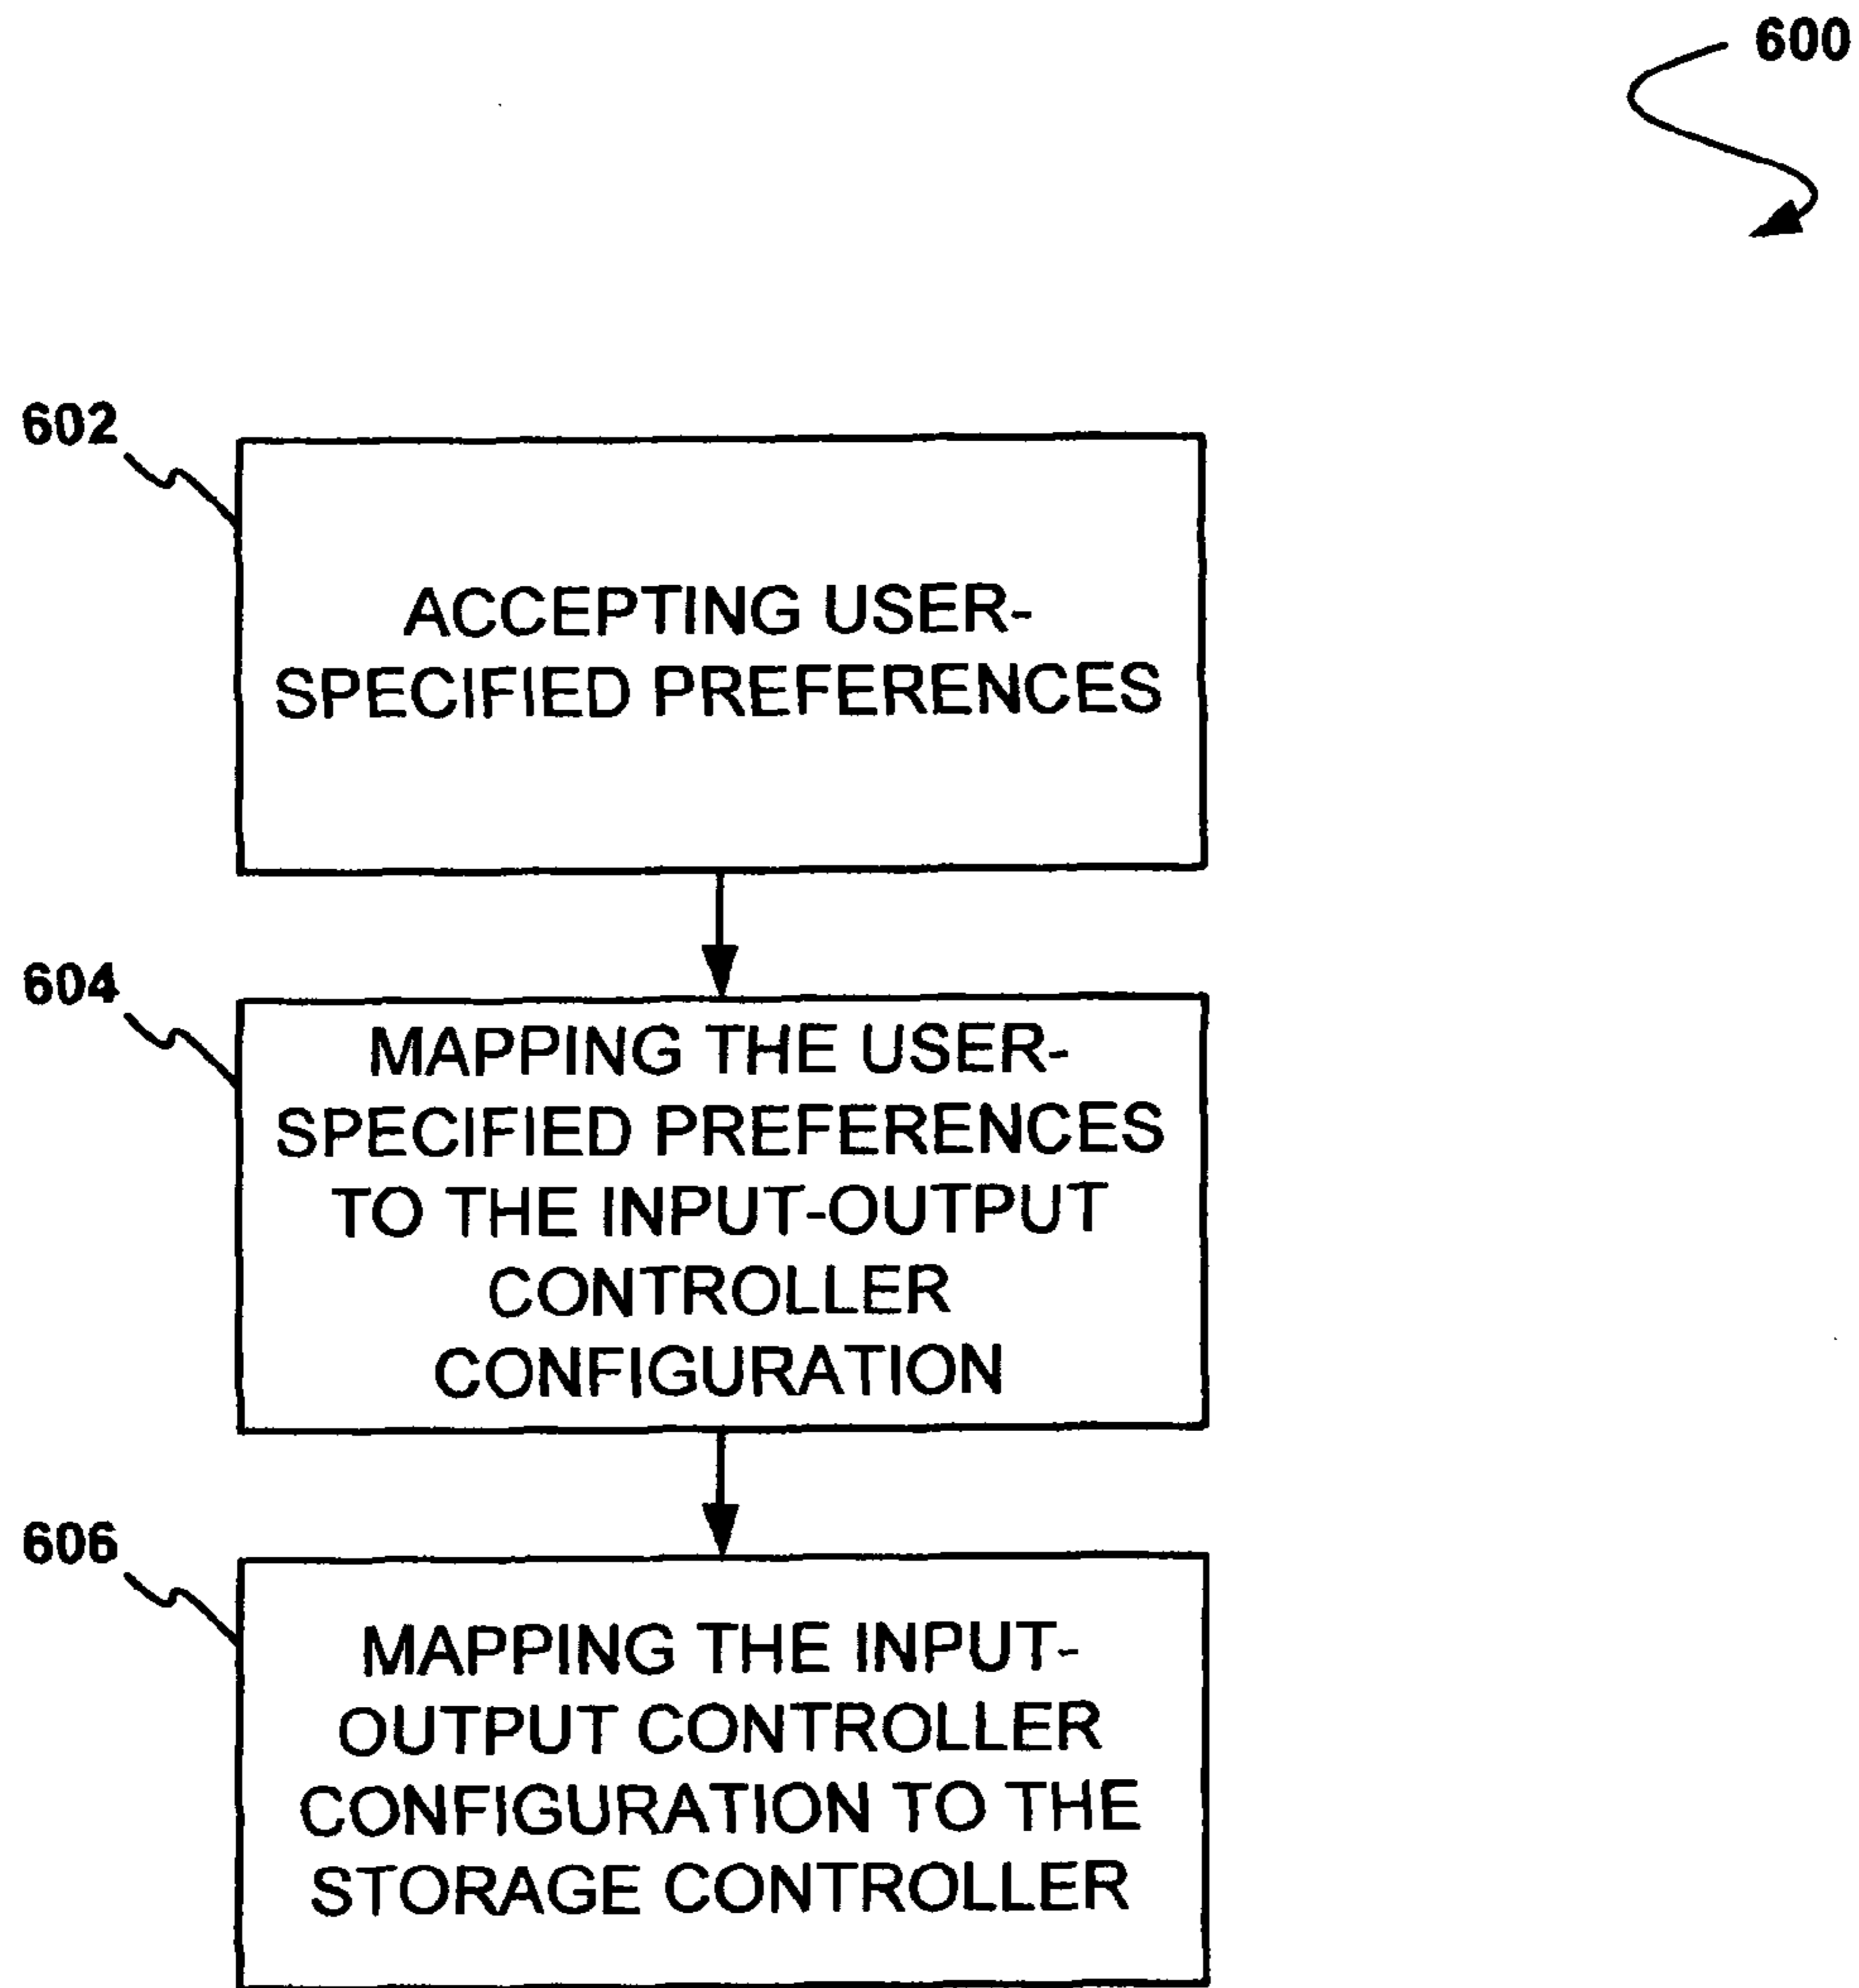 600
602
ACCEPTING USER-
SPECIFIED PREFERENCES
604
MAPPING THE USER-
SPECIFIED PREFERENCES
TO THE INPUT-OUTPUT
CONTROLLER
CONFIGURATION
606
MAPPING THE INPUT-
OUTPUT CONTROLLER
CONFIGURATION TO THE
STORAGE CONTROLLER